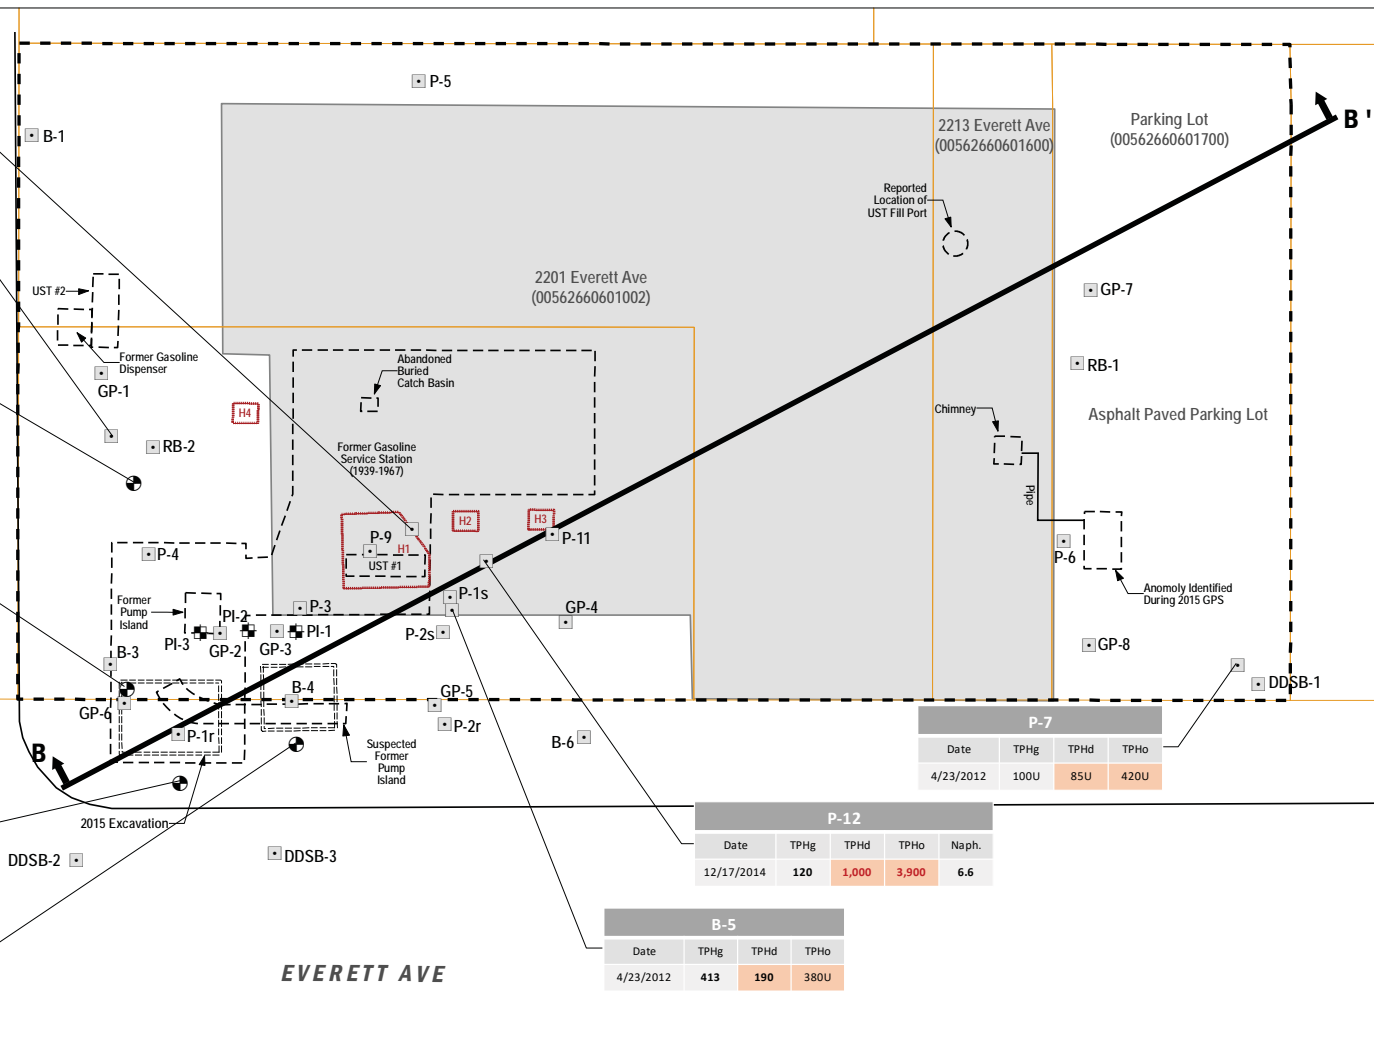 P-5
B-1
2213 Everett Ave
(00562660601600)
Parking Lot
(00562660601700)
B '
Reported
Location of
UST Fill Port
2201 Everett Ave
(00562660601002)
UST #2
GP-7
Former Gasoline
Dispenser
GP-1
Abandoned
Buried
Catch Basin
RB-1
H4
Chimney
Asphalt Paved Parking Lot
RB-2
Former Gasoline
Service Station
(1939-1967)
Pipe
H2
H3
P-9
H1
P-11
UST #1
P-4
P-6
Anomoly Identified
During 2015 GPS
Former
Pump
Island
PI-2
P-3
P-1s
GP-4
PI-3
GP-2
GP-3
PI-1
P-2s
GP-8
B-3
B-4
GP-5
DDSB-1
GP-6
P-1r
P-2r
B-6
B
Suspected
Former
Pump
Island
P-7
Date TPHg TPHd TPHo
4/23/2012 100U 85U 420U
2015 Excavation
P-12
Date TPHg TPHd TPHo Naph.
12/17/2014 120 1,000 3,900 6.6
DDSB-2
DDSB-3
B-5
Date TPHg TPHd TPHo
4/23/2012 413 190 380U
EVERETT AVE